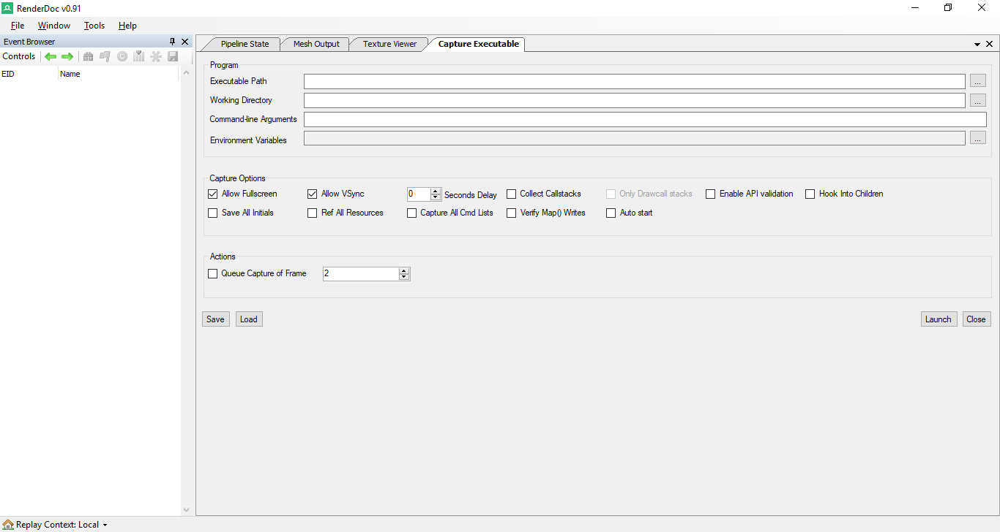 RenderDoc v0.91
File Window Tools Help
Event Browser
Controls
EID Name
Pipeline State Mesh Output Texture Viewer Capture Executable
Program
Executable Path ...
Working Directory ...
Command-line Arguments
Environment Variables ...
Capture Options
Allow Fullscreen Allow VSync 0 Seconds Delay Collect Callstacks Only Drawcall stacks Enable API validation Hook Into Children
Save All Initials Ref All Resources Capture All Cmd Lists Verify Map() Writes Auto start
Actions
Queue Capture of Frame 2
Save Load Launch Close
Replay Context: Local